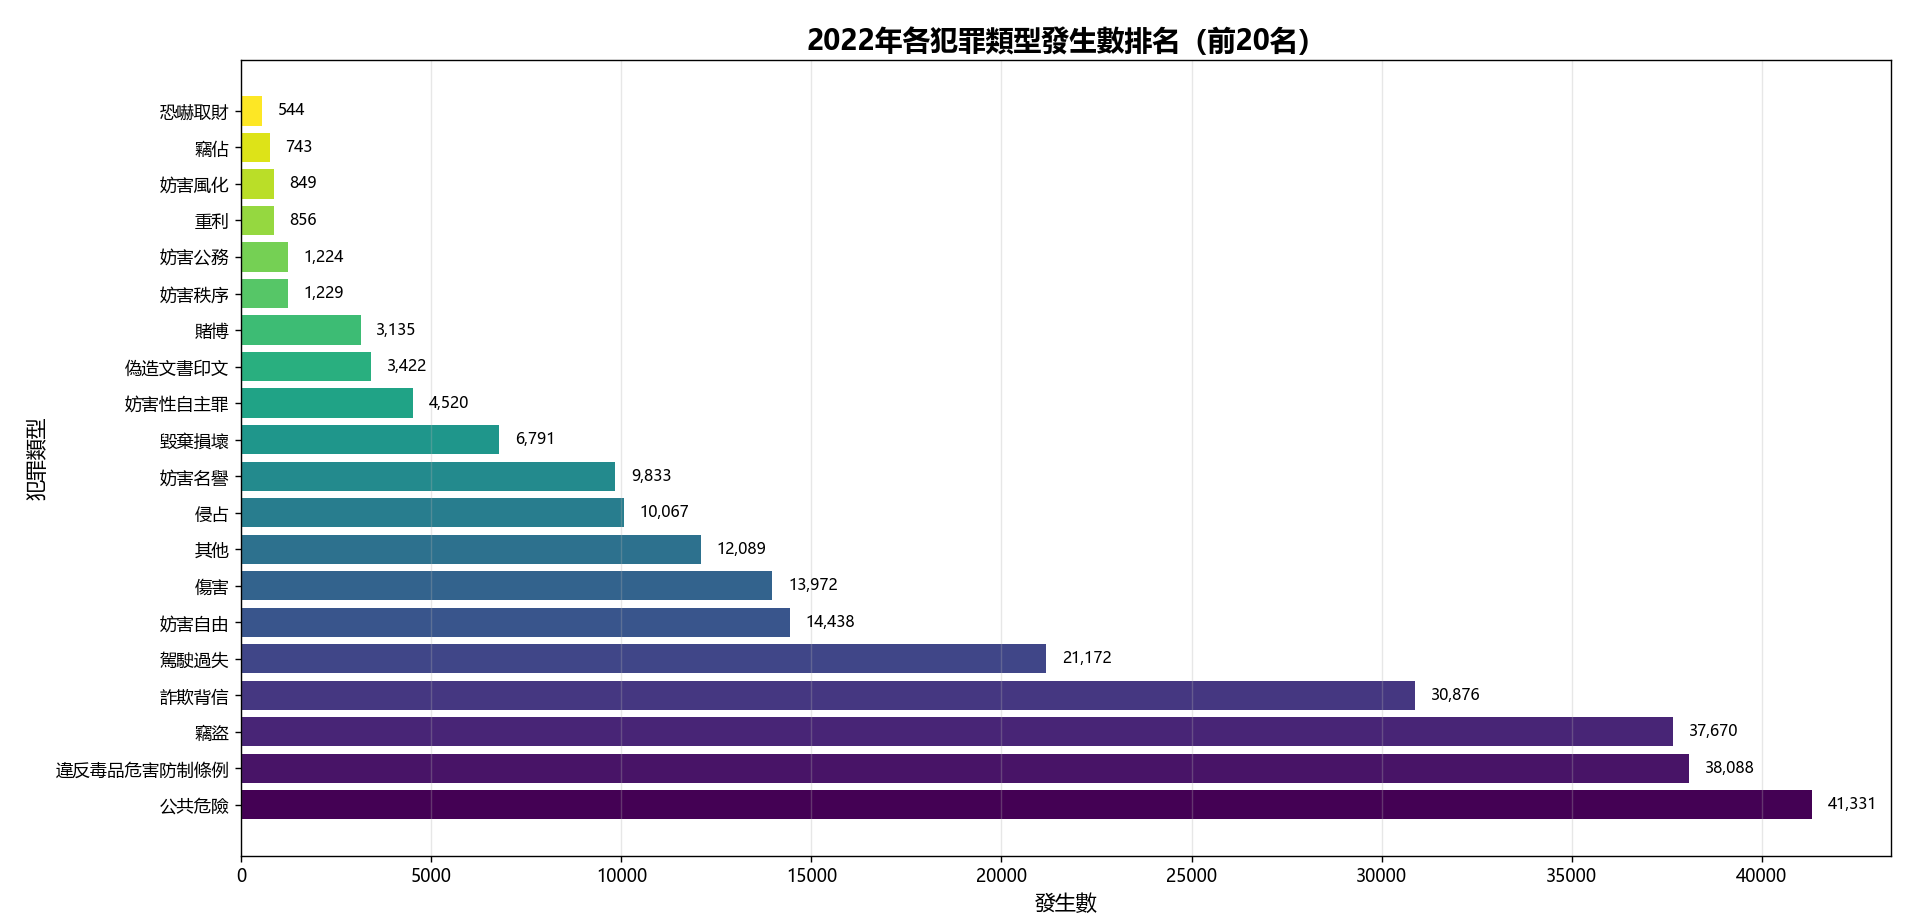 2022年各犯罪類型發生數排名（前20名）
犯罪類型
恐嚇取財 544
竊佔 743
妨害風化 849
重利 856
妨害公務 1,224
妨害秩序 1,229
賭博 3,135
偽造文書印文 3,422
妨害性自主罪 4,520
毀棄損壞 6,791
妨害名譽 9,833
侵占 10,067
其他 12,089
傷害 13,972
妨害自由 14,438
駕駛過失 21,172
詐欺背信 30,876
竊盜 37,670
違反毒品危害防制條例 38,088
公共危險 41,331
0 5000 10000 15000 20000 25000 30000 35000 40000
發生數